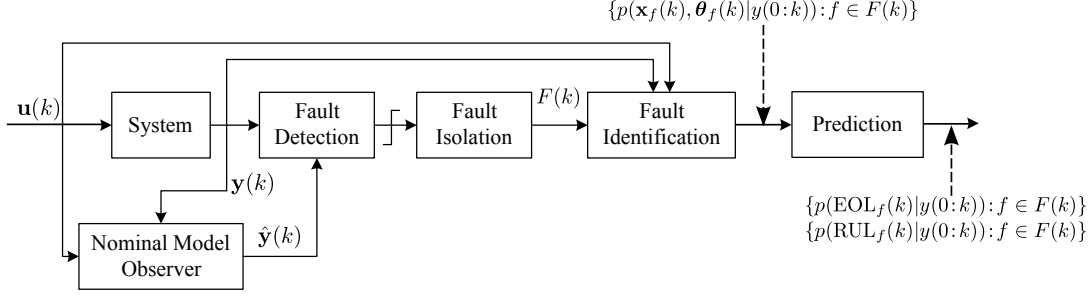 {p(𝐱_f(k), 𝜽_f(k)|y(0:k)):f ∈ F(k)}
𝐮(k)
System
Fault
Detection
Fault
Isolation
F(k)
Fault
Identification
Prediction
𝐲(k)
Nominal Model
Observer
ŷ(k)
{p(EOL_f(k)|y(0:k)):f ∈ F(k)}
{p(RUL_f(k)|y(0:k)):f ∈ F(k)}